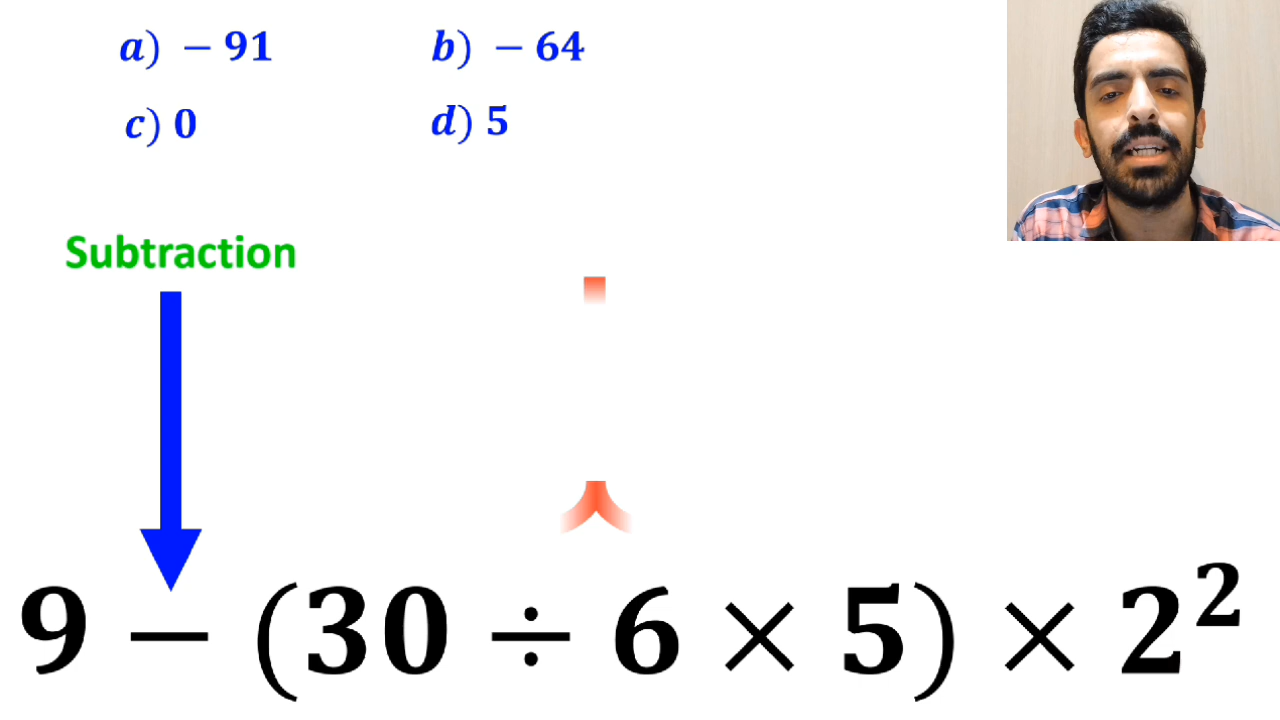 a) − 91 b) − 64
c) 0 d) 5
Subtraction
9 − (30 ÷ 6 × 5) × 2²